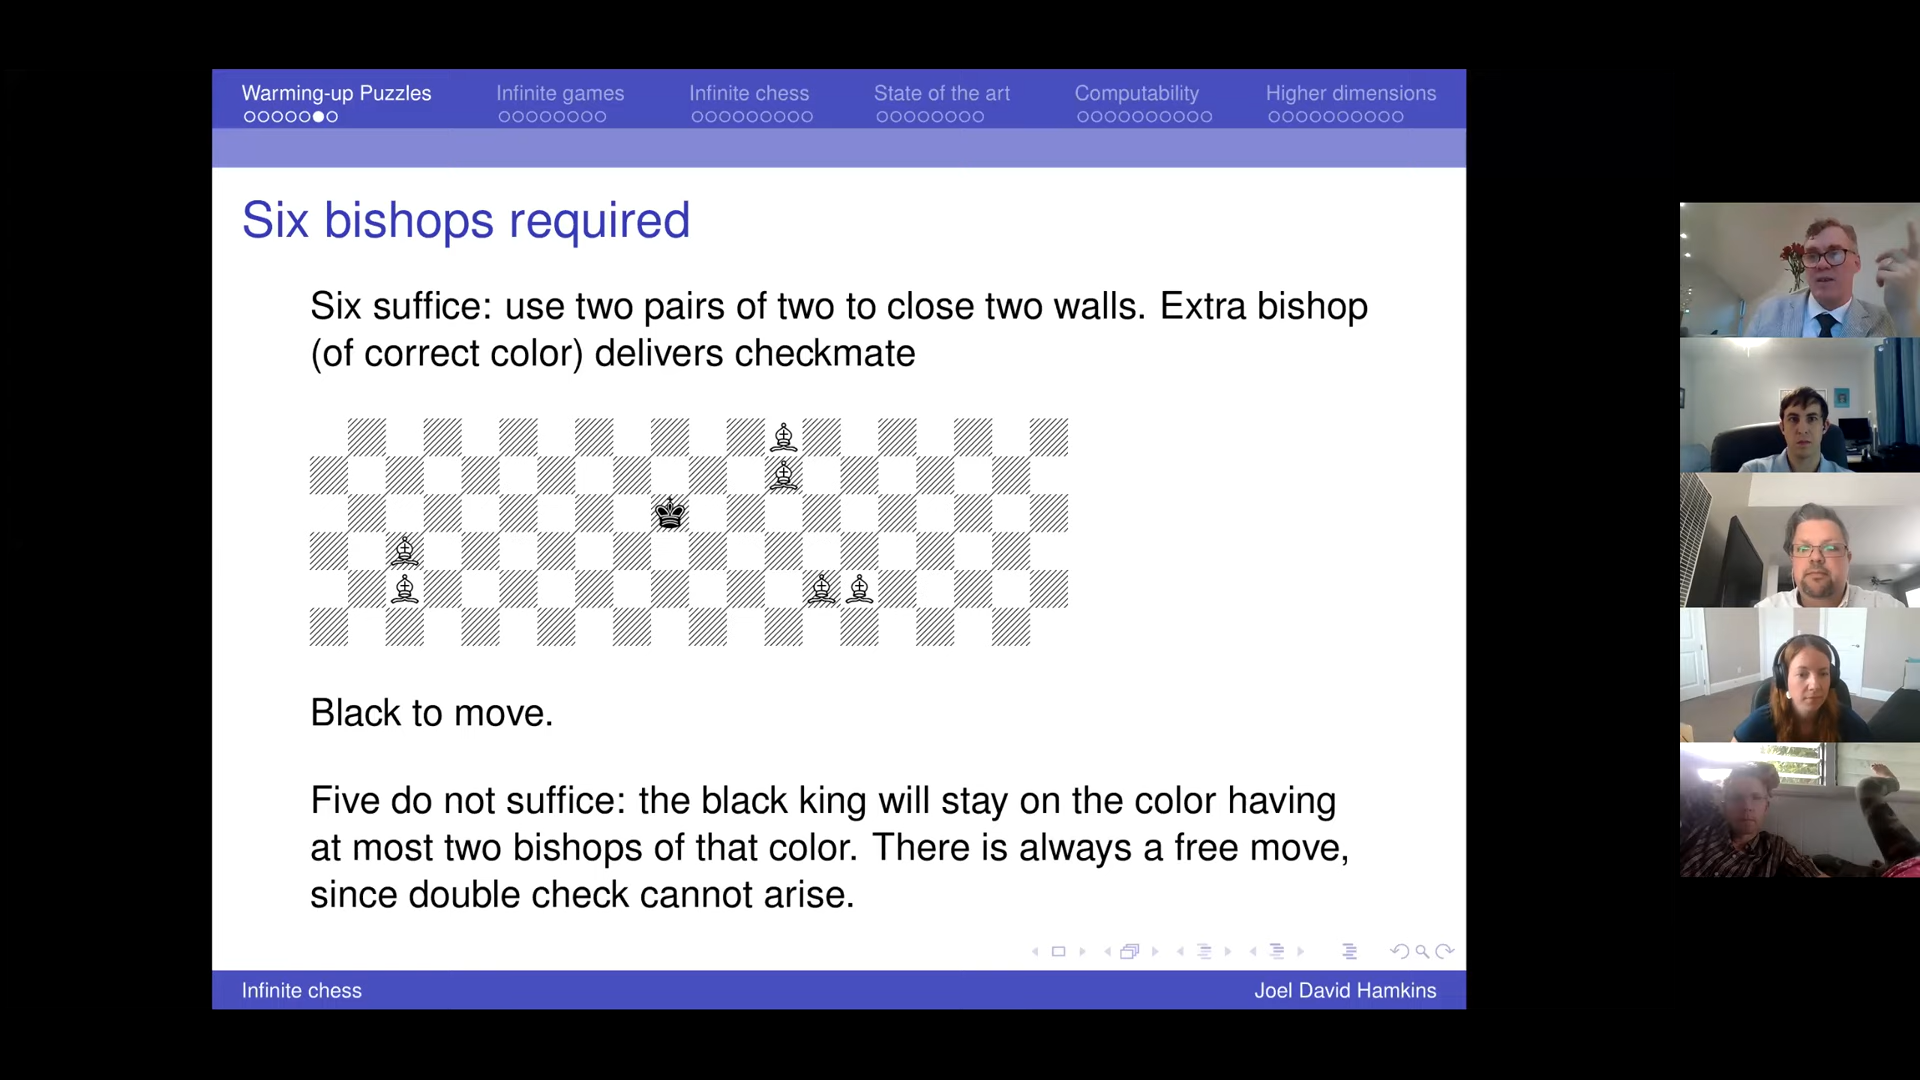 Warming-up Puzzles Infinite games Infinite chess State of the art Computability Higher dimensions
Six bishops required
Six suffice: use two pairs of two to close two walls. Extra bishop
(of correct color) delivers checkmate
Black to move.
Five do not suffice: the black king will stay on the color having
at most two bishops of that color. There is always a free move,
since double check cannot arise.
Infinite chess Joel David Hamkins